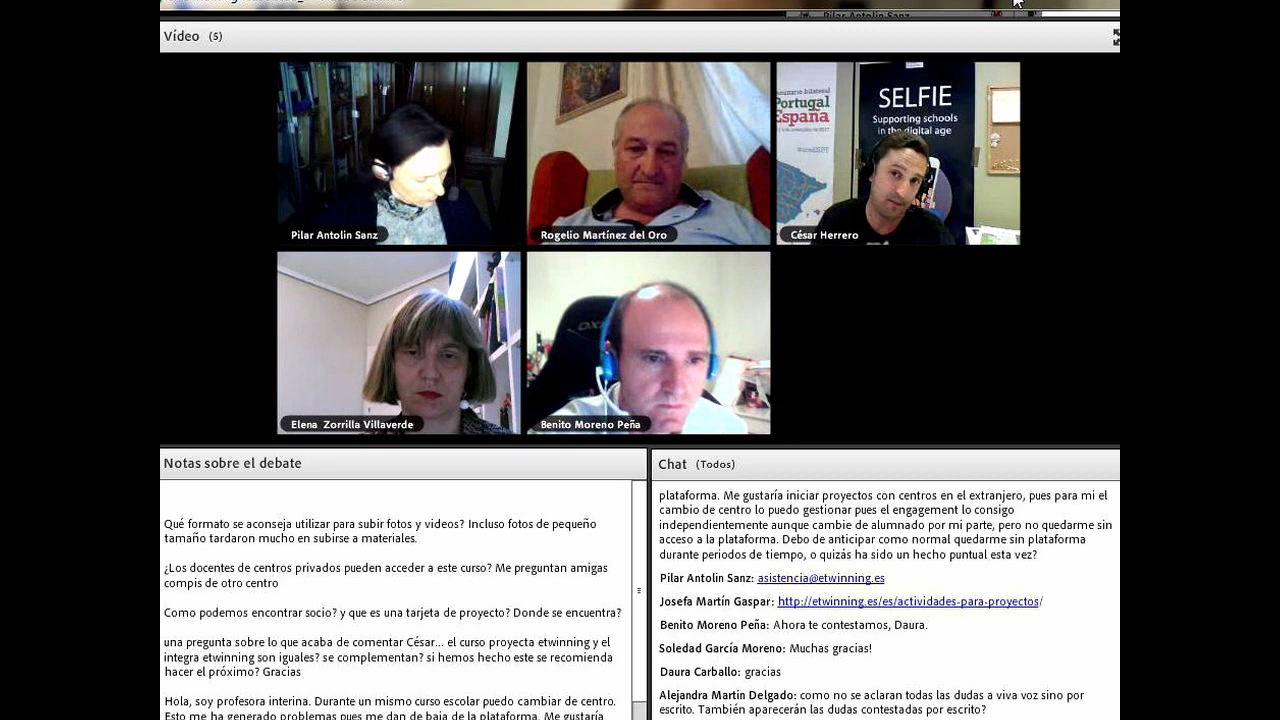 Pilar Antolin Sanz
Vídeo (5)
Portugal
España
SELFIE
Supporting schools
in the digital age
Pilar Antolin Sanz
Rogelio Martínez del Oro
César Herrero
Elena Zorrilla Villaverde
Benito Moreno Peña
Notas sobre el debate
Qué formato se aconseja utilizar para subir fotos y videos? Incluso fotos de pequeño
tamaño tardaron mucho en subirse a materiales.
¿Los docentes de centros privados pueden acceder a este curso? Me preguntan amigas
compis de otro centro
Como podemos encontrar socio? y que es una tarjeta de proyecto? Donde se encuentra?
una pregunta sobre lo que acaba de comentar César... el curso proyecta etwinning y el
integra etwinning son iguales? se complementan? si hemos hecho este se recomienda
hacer el próximo? Gracias
Hola, soy profesora interina. Durante un mismo curso escolar puedo cambiar de centro.
Esto me ha generado problemas pues me dan de baja de la plataforma. Me gustaría
Chat (Todos)
plataforma. Me gustaría iniciar proyectos con centros en el extranjero, pues para mi el
cambio de centro lo puedo gestionar pues el engagement lo consigo
independientemente aunque cambie de alumnado por mi parte, pero no quedarme sin
acceso a la plataforma. Debo de anticipar como normal quedarme sin plataforma
durante periodos de tiempo, o quizás ha sido un hecho puntual esta vez?
Pilar Antolin Sanz: asistencia@etwinning.es
Josefa Martín Gaspar: http://etwinning.es/es/actividades-para-proyectos/
Benito Moreno Peña: Ahora te contestamos, Daura.
Soledad García Moreno: Muchas gracias!
Daura Carballo: gracias
Alejandra Martin Delgado: como no se aclaran todas las dudas a viva voz sino por
escrito. También aparecerán las dudas contestadas por escrito?